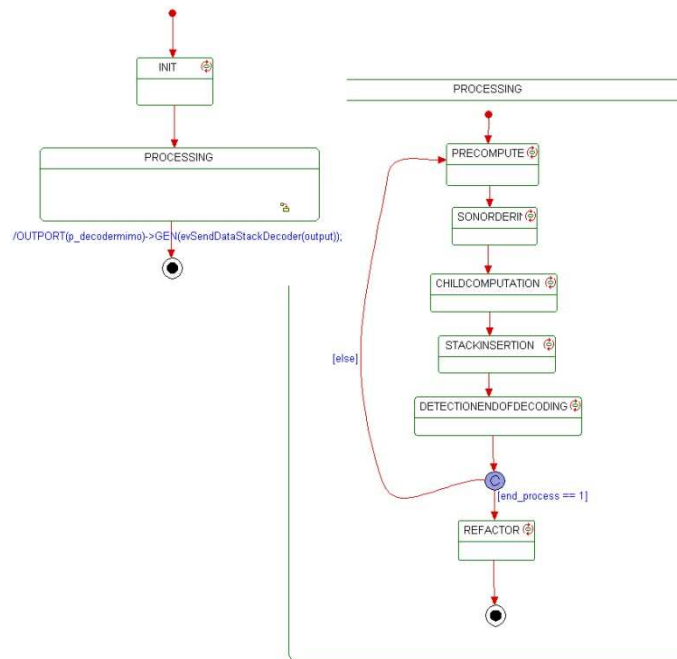 INIT
PROCESSING
/OUTPORT(p_decodermimo)->GEN(evSendDataStackDecoder(output));
PROCESSING
PRECOMPUTE
SONORDERIN
CHILDCOMPUTATION
STACKINSERTION
[else]
DETECTIONENDOFDECODING
C
[end_process == 1]
REFACTOR